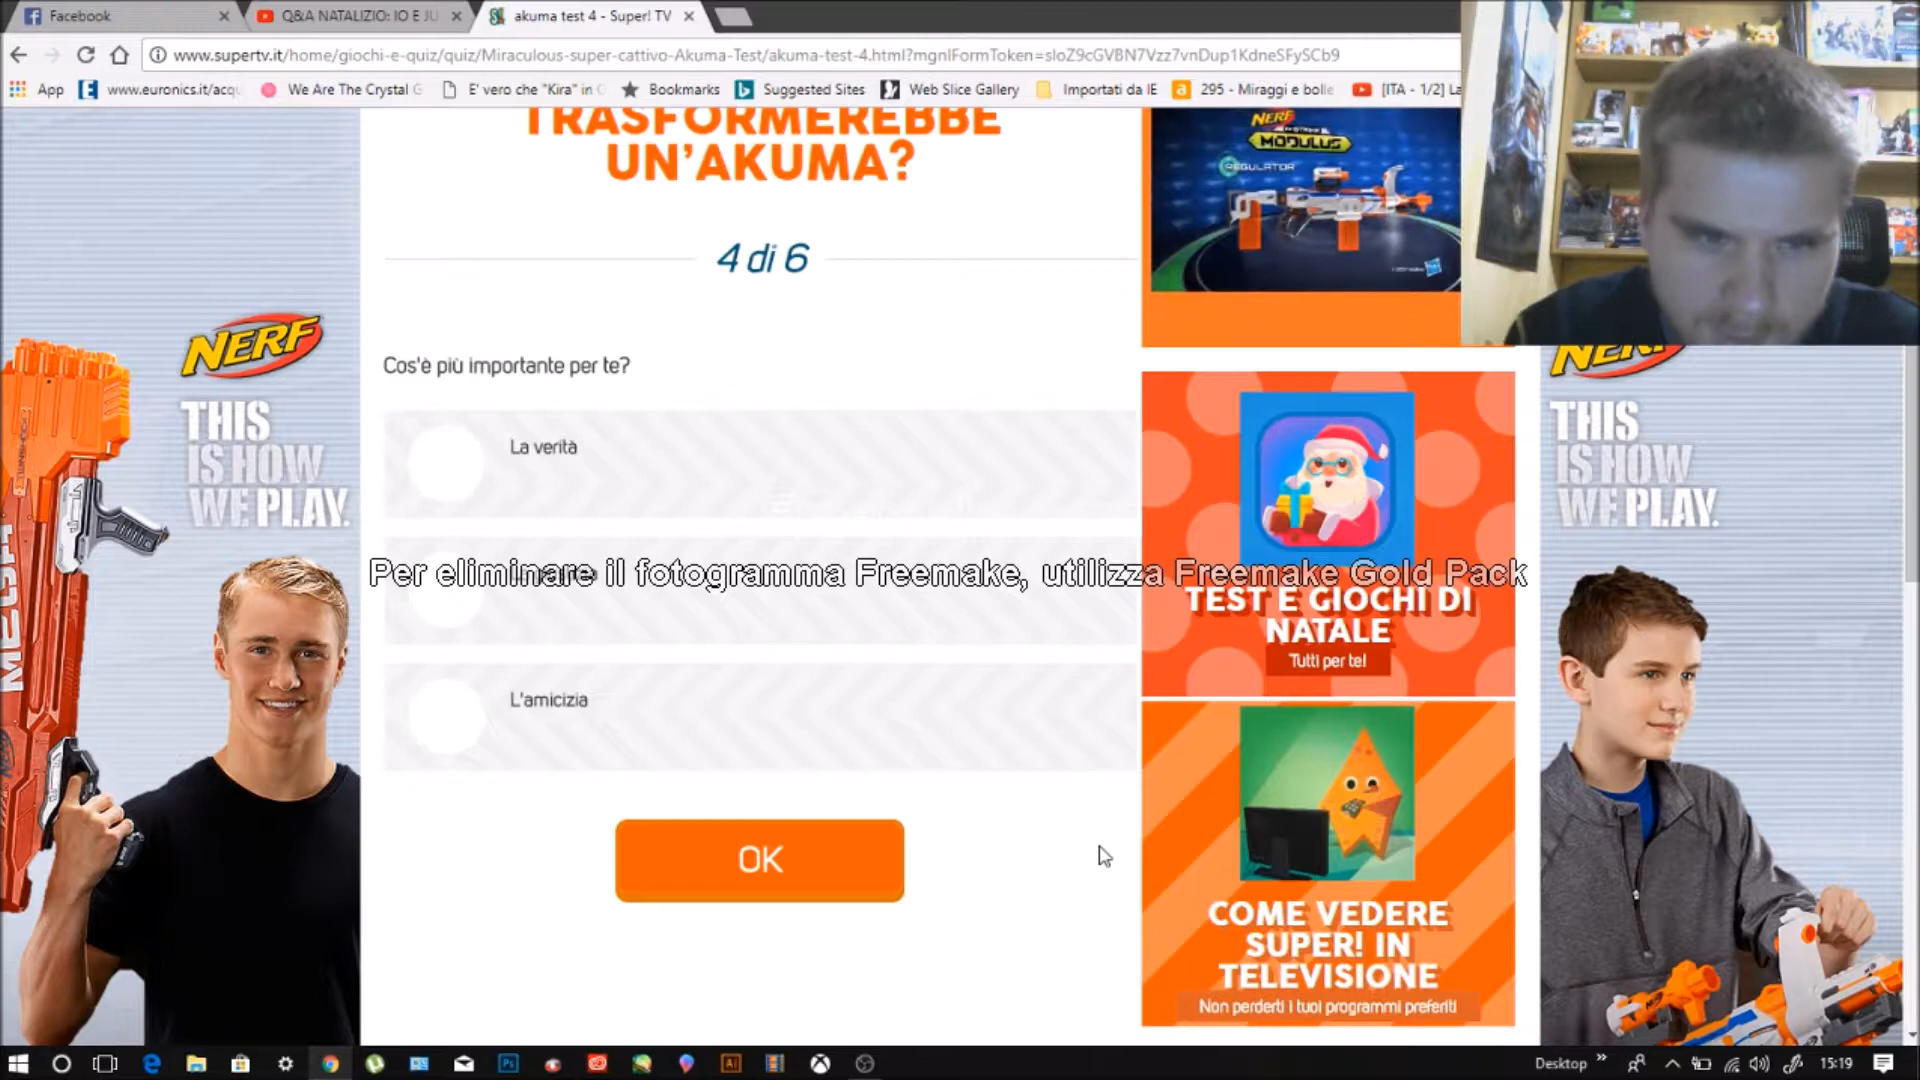 Facebook
Q&A NATALIZIO: IO E JU
akuma test 4 - Super! TV
www.supertv.it/home/giochi-e-quiz/quiz/Miraculous-super-cattivo-Akuma-Test/akuma-test-4.html?mgnlFormToken=sIoZ9cGVBN7Vzz7vnDup1KdneSFySCb9
App
www.euronics.it/acqu
We Are The Crystal G
E' vero che "Kira" in G
Bookmarks
Suggested Sites
Web Slice Gallery
Importati da IE
295 - Miraggi e bolle
[ITA - 1/2] La
TRASFORMEREBBE
UN'AKUMA?
4 di 6
Cos'è più importante per te?
La verità
L'amicizia
OK
Per eliminare il fotogramma Freemake, utilizza Freemake Gold Pack
NERF
MODULUS
REGULATOR
TEST E GIOCHI DI
NATALE
Tutti per te!
COME VEDERE
SUPER! IN
TELEVISIONE
Non perderti i tuoi programmi preferiti
NERF
THIS
IS HOW
WE PLAY.
MEGA
NERF
THIS
IS HOW
WE PLAY.
Desktop
15:19